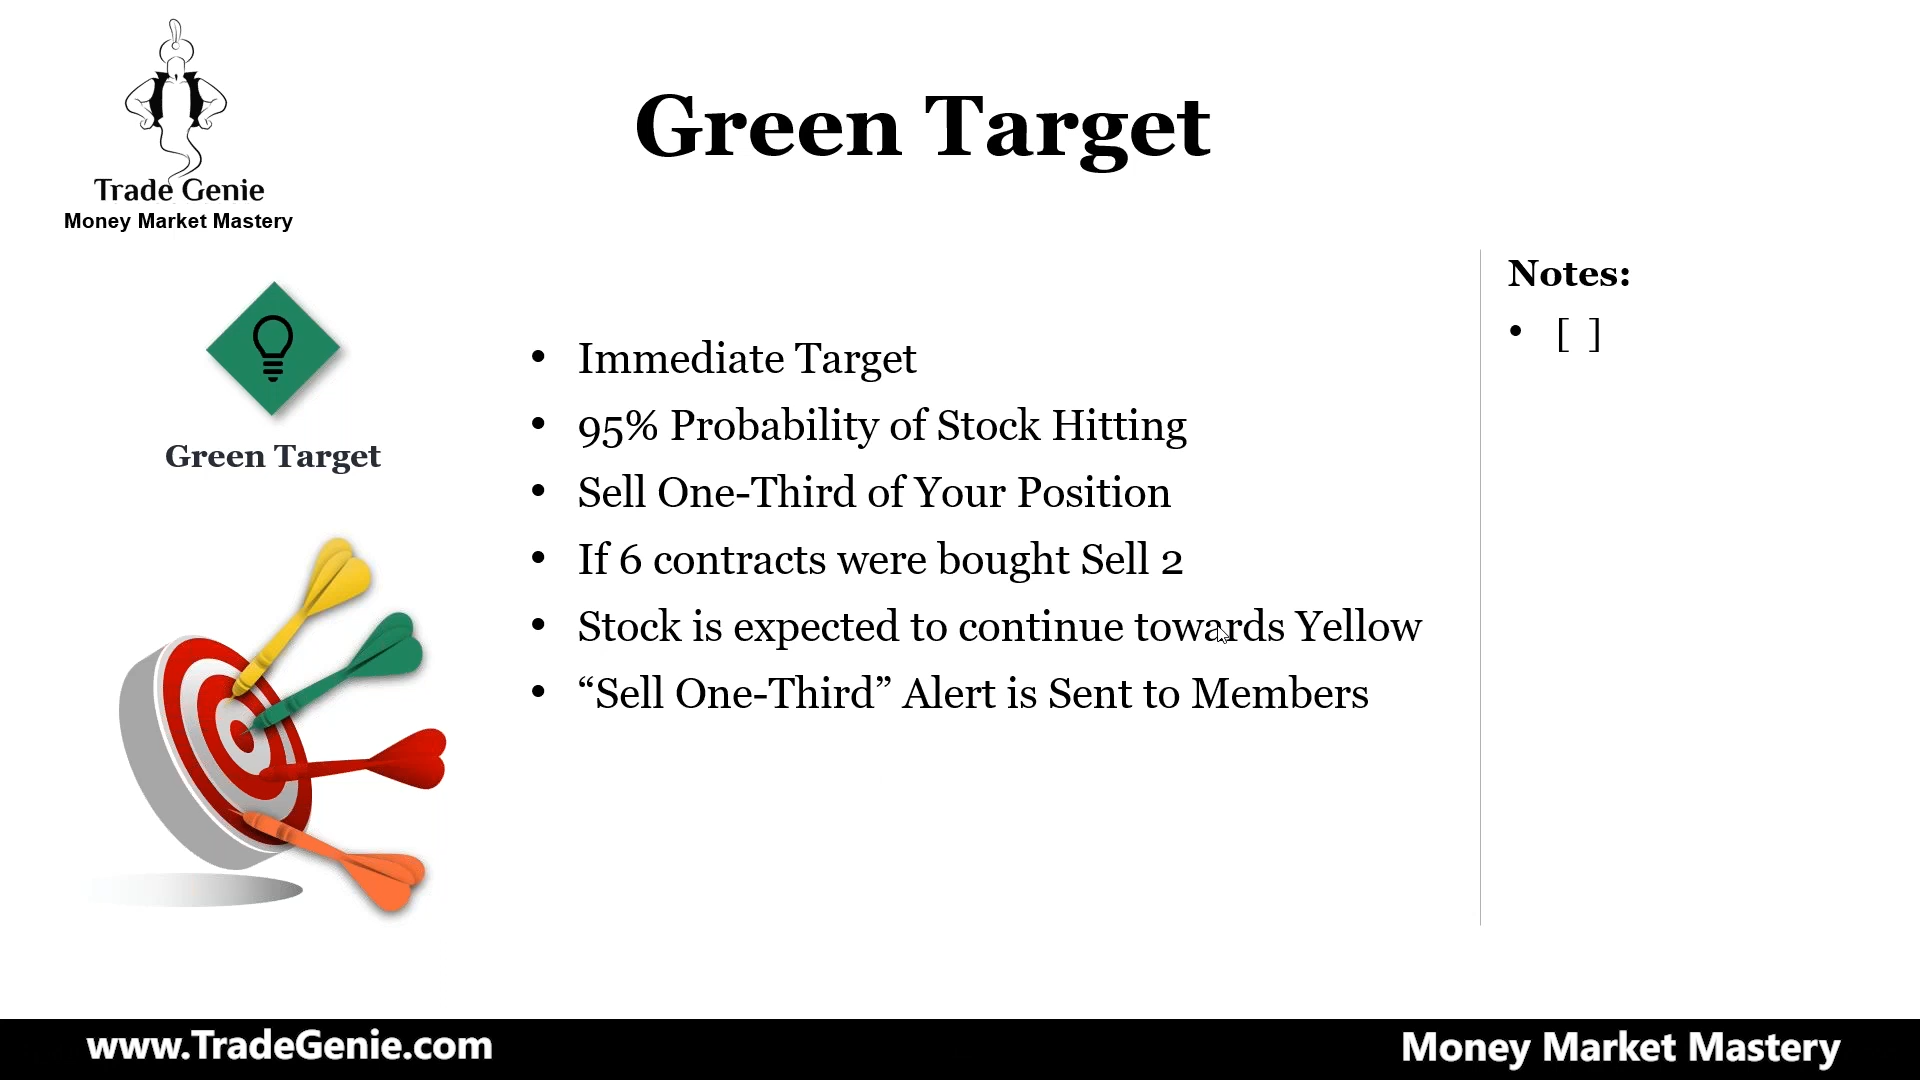 Trade Genie
Money Market Mastery
Green Target
Green Target
• Immediate Target
• 95% Probability of Stock Hitting
• Sell One-Third of Your Position
• If 6 contracts were bought Sell 2
• Stock is expected to continue towards Yellow
• “Sell One-Third” Alert is Sent to Members
Notes:
• [ ]
www.TradeGenie.com
Money Market Mastery